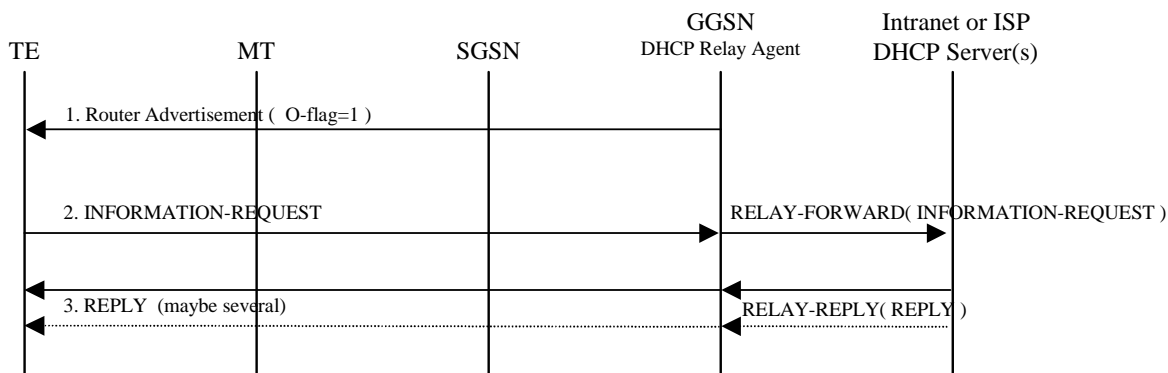 GGSN
Intranet or ISP
TE
MT
SGSN
DHCP Relay Agent
DHCP Server(s)
1. Router Advertisement ( O-flag=1 )
2. INFORMATION-REQUEST
RELAY-FORWARD( INFORMATION-REQUEST )
3. REPLY (maybe several)
RELAY-REPLY( REPLY )